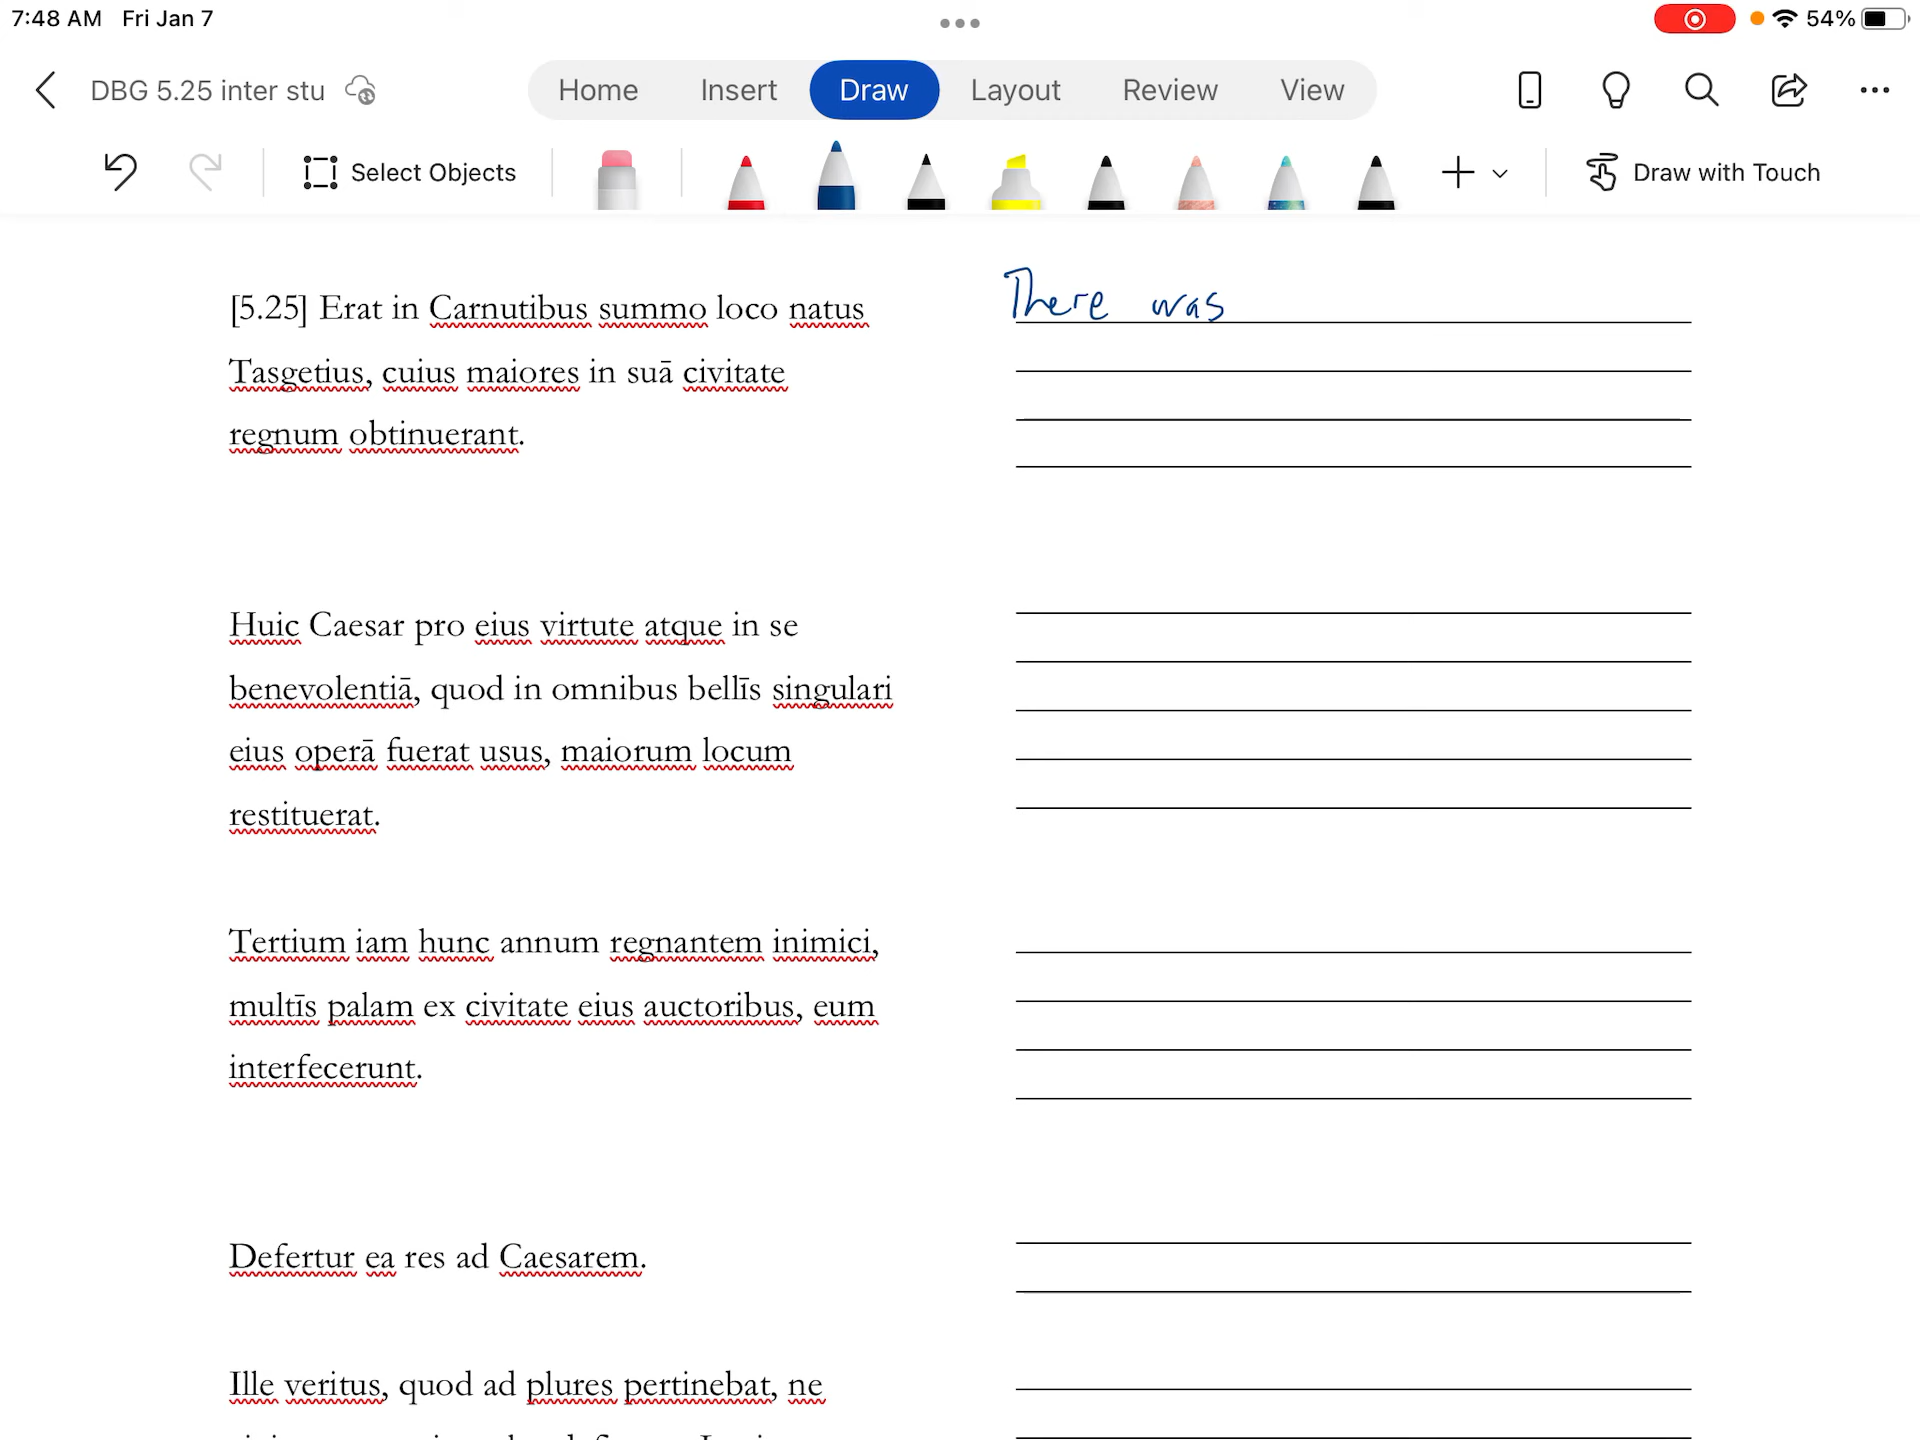 7:48 AM Fri Jan 7
54%
DBG 5.25 inter stu
Home Insert Draw Layout Review View
Select Objects
Draw with Touch
[5.25] Erat in Carnutibus summo loco natus
Tasgetius, cuius maiores in suā civitate
regnum obtinuerant.
There was
Huic Caesar pro eius virtute atque in se
benevolentiā, quod in omnibus bellīs singulari
eius operā fuerat usus, maiorum locum
restituerat.
Tertium iam hunc annum regnantem inimici,
multīs palam ex civitate eius auctoribus, eum
interfecerunt.
Defertur ea res ad Caesarem.
Ille veritus, quod ad plures pertinebat, ne